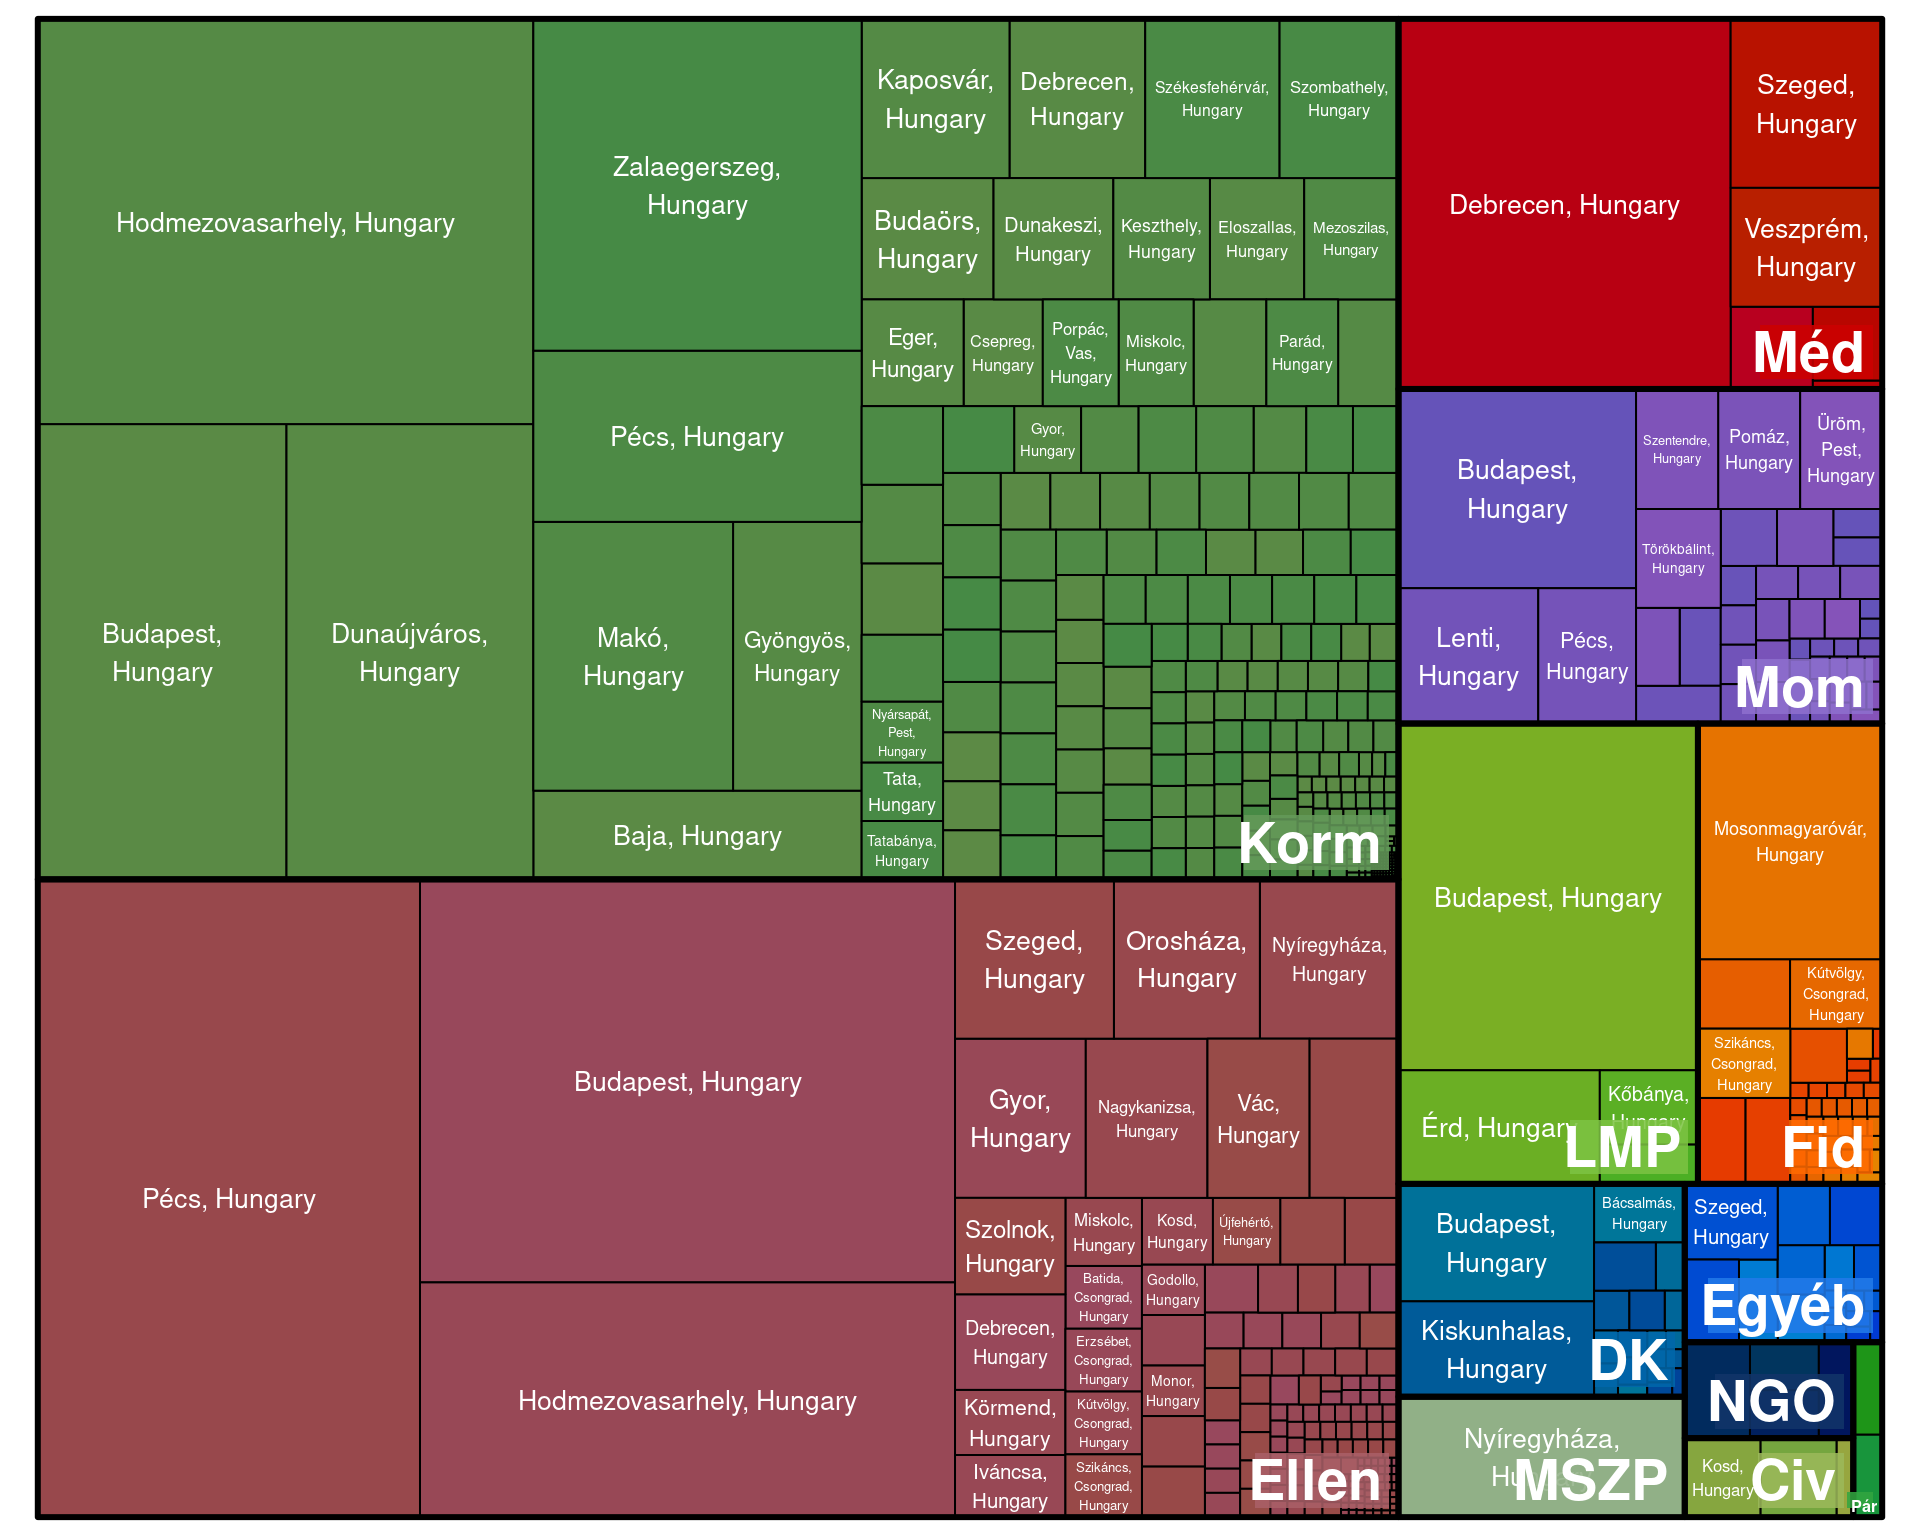 Hodmezovasarhely, Hungary
Budapest,
Hungary
Dunaújváros,
Hungary
Zalaegerszeg,
Hungary
Pécs, Hungary
Makó,
Hungary
Gyöngyös,
Hungary
Baja, Hungary
Kaposvár,
Hungary
Debrecen,
Hungary
Székesfehérvár,
Hungary
Szombathely,
Hungary
Budaörs,
Hungary
Dunakeszi,
Hungary
Keszthely,
Hungary
Eloszallas,
Hungary
Mezoszilas,
Hungary
Eger,
Hungary
Csepreg,
Hungary
Porpác,
Vas,
Hungary
Miskolc,
Hungary
Parád,
Hungary
Gyor,
Hungary
Nyársapát,
Pest,
Hungary
Tata,
Hungary
Tatabánya,
Hungary
Korm
Pécs, Hungary
Budapest, Hungary
Hodmezovasarhely, Hungary
Szeged,
Hungary
Orosháza,
Hungary
Nyíregyháza,
Hungary
Gyor,
Hungary
Nagykanizsa,
Hungary
Vác,
Hungary
Szolnok,
Hungary
Debrecen,
Hungary
Körmend,
Hungary
Iváncsa,
Hungary
Miskolc,
Hungary
Batida,
Csongrad,
Hungary
Erzsébet,
Csongrad,
Hungary
Kútvölgy,
Csongrad,
Hungary
Szikáncs,
Csongrad,
Hungary
Kosd,
Hungary
Újfehértó,
Hungary
Godollo,
Hungary
Monor,
Hungary
Ellen
Debrecen, Hungary
Szeged,
Hungary
Veszprém,
Hungary
Méd
Budapest,
Hungary
Lenti,
Hungary
Pécs,
Hungary
Szentendre,
Hungary
Pomáz,
Hungary
Üröm,
Pest,
Hungary
Törökbálint,
Hungary
Mom
Budapest, Hungary
Érd, Hungary
Kőbánya,
Hungary
LMP
Mosonmagyaróvár,
Hungary
Kútvölgy,
Csongrad,
Hungary
Szikáncs,
Csongrad,
Hungary
Fid
Budapest,
Hungary
Kiskunhalas,
Hungary
Bácsalmás,
Hungary
DK
Szeged,
Hungary
Egyéb
NGO
Nyíregyháza,
MSZP
Kosd,
Hungary
Civ
Pár